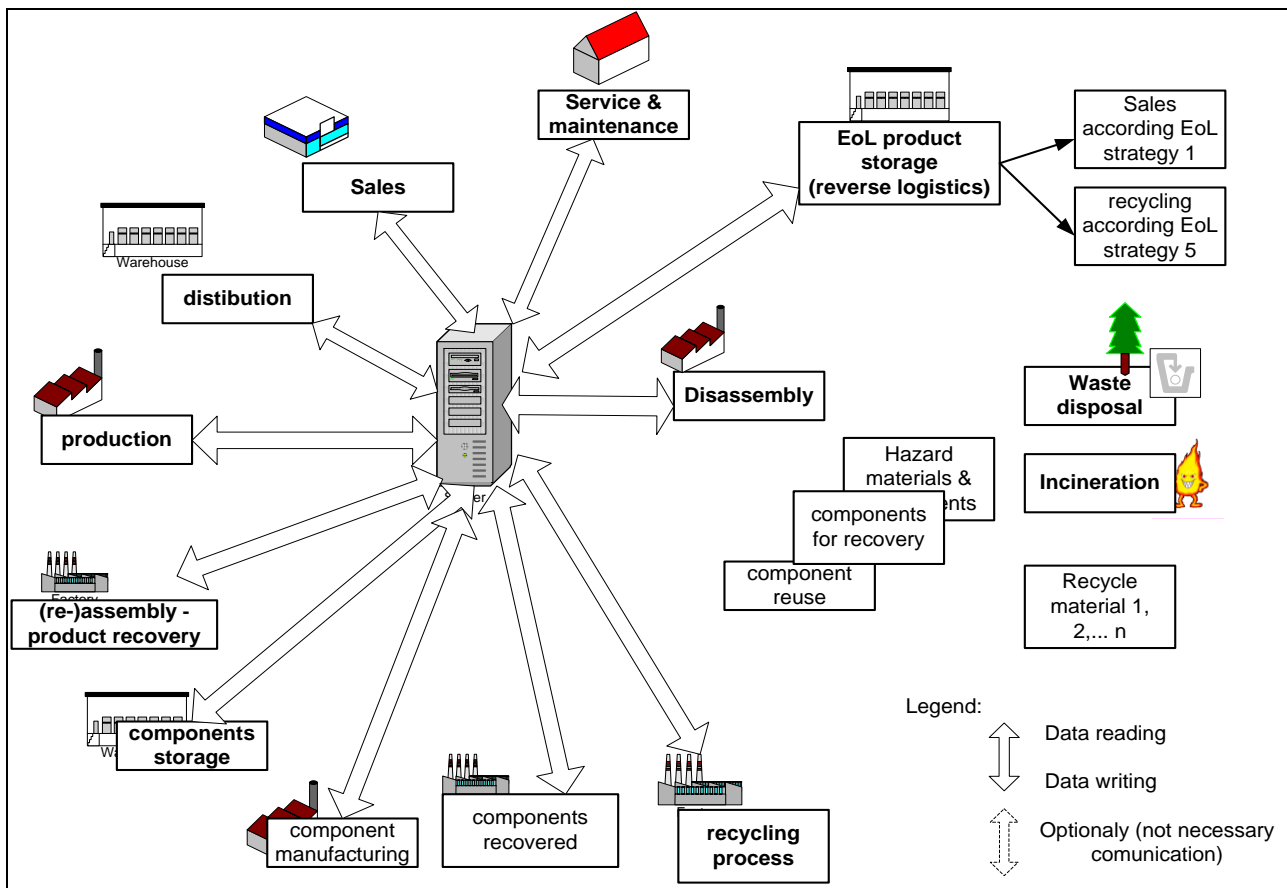 Service &
maintenance
EoL product
storage
(reverse logistics)
Sales
according EoL
strategy 1
recycling
according EoL
strategy 5
Sales
Warehouse
distibution
production
Disassembly
Waste
disposal
Hazard
materials &
components
for recovery
component
reuse
Incineration
Recycle
material 1,
2,... n
(re-)assembly -
product recovery
components
storage
component
manufacturing
components
recovered
recycling
process
Legend:
Data reading
Data writing
Optionaly (not necessary
comunication)